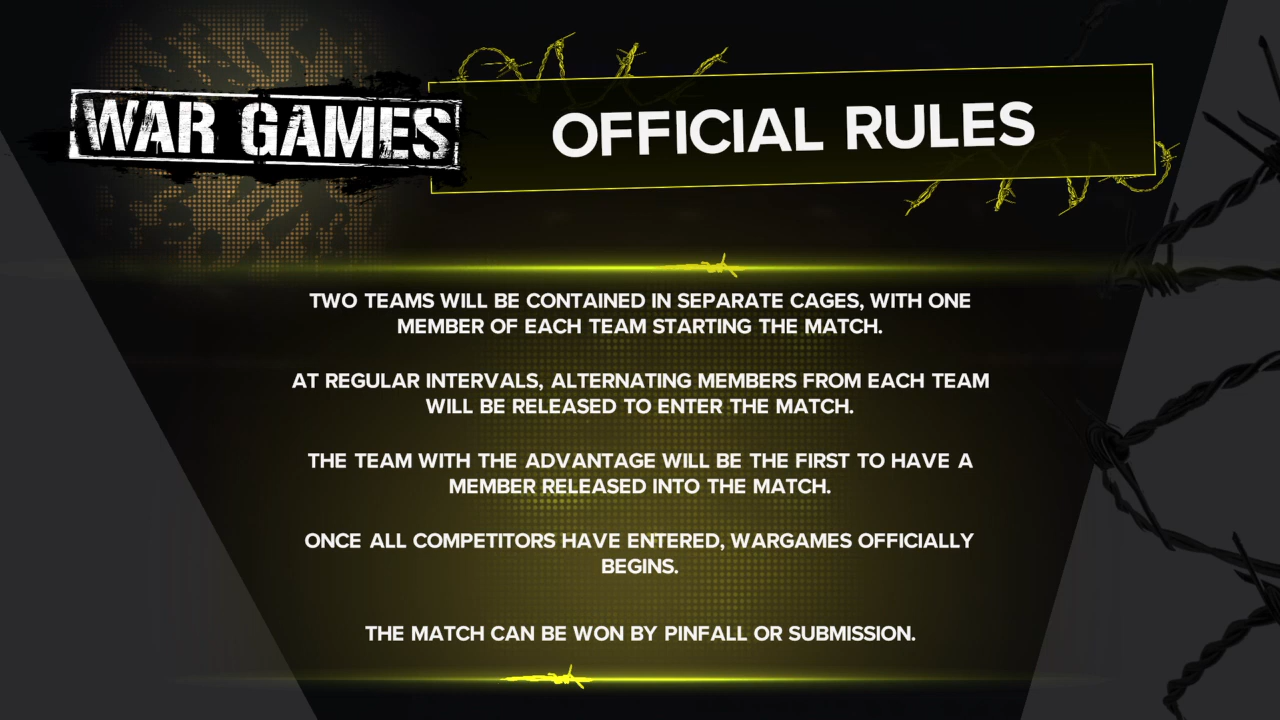 WAR GAMES
OFFICIAL RULES
TWO TEAMS WILL BE CONTAINED IN SEPARATE CAGES, WITH ONE
MEMBER OF EACH TEAM STARTING THE MATCH.
AT REGULAR INTERVALS, ALTERNATING MEMBERS FROM EACH TEAM
WILL BE RELEASED TO ENTER THE MATCH.
THE TEAM WITH THE ADVANTAGE WILL BE THE FIRST TO HAVE A
MEMBER RELEASED INTO THE MATCH.
ONCE ALL COMPETITORS HAVE ENTERED, WARGAMES OFFICIALLY
BEGINS.
THE MATCH CAN BE WON BY PINFALL OR SUBMISSION.